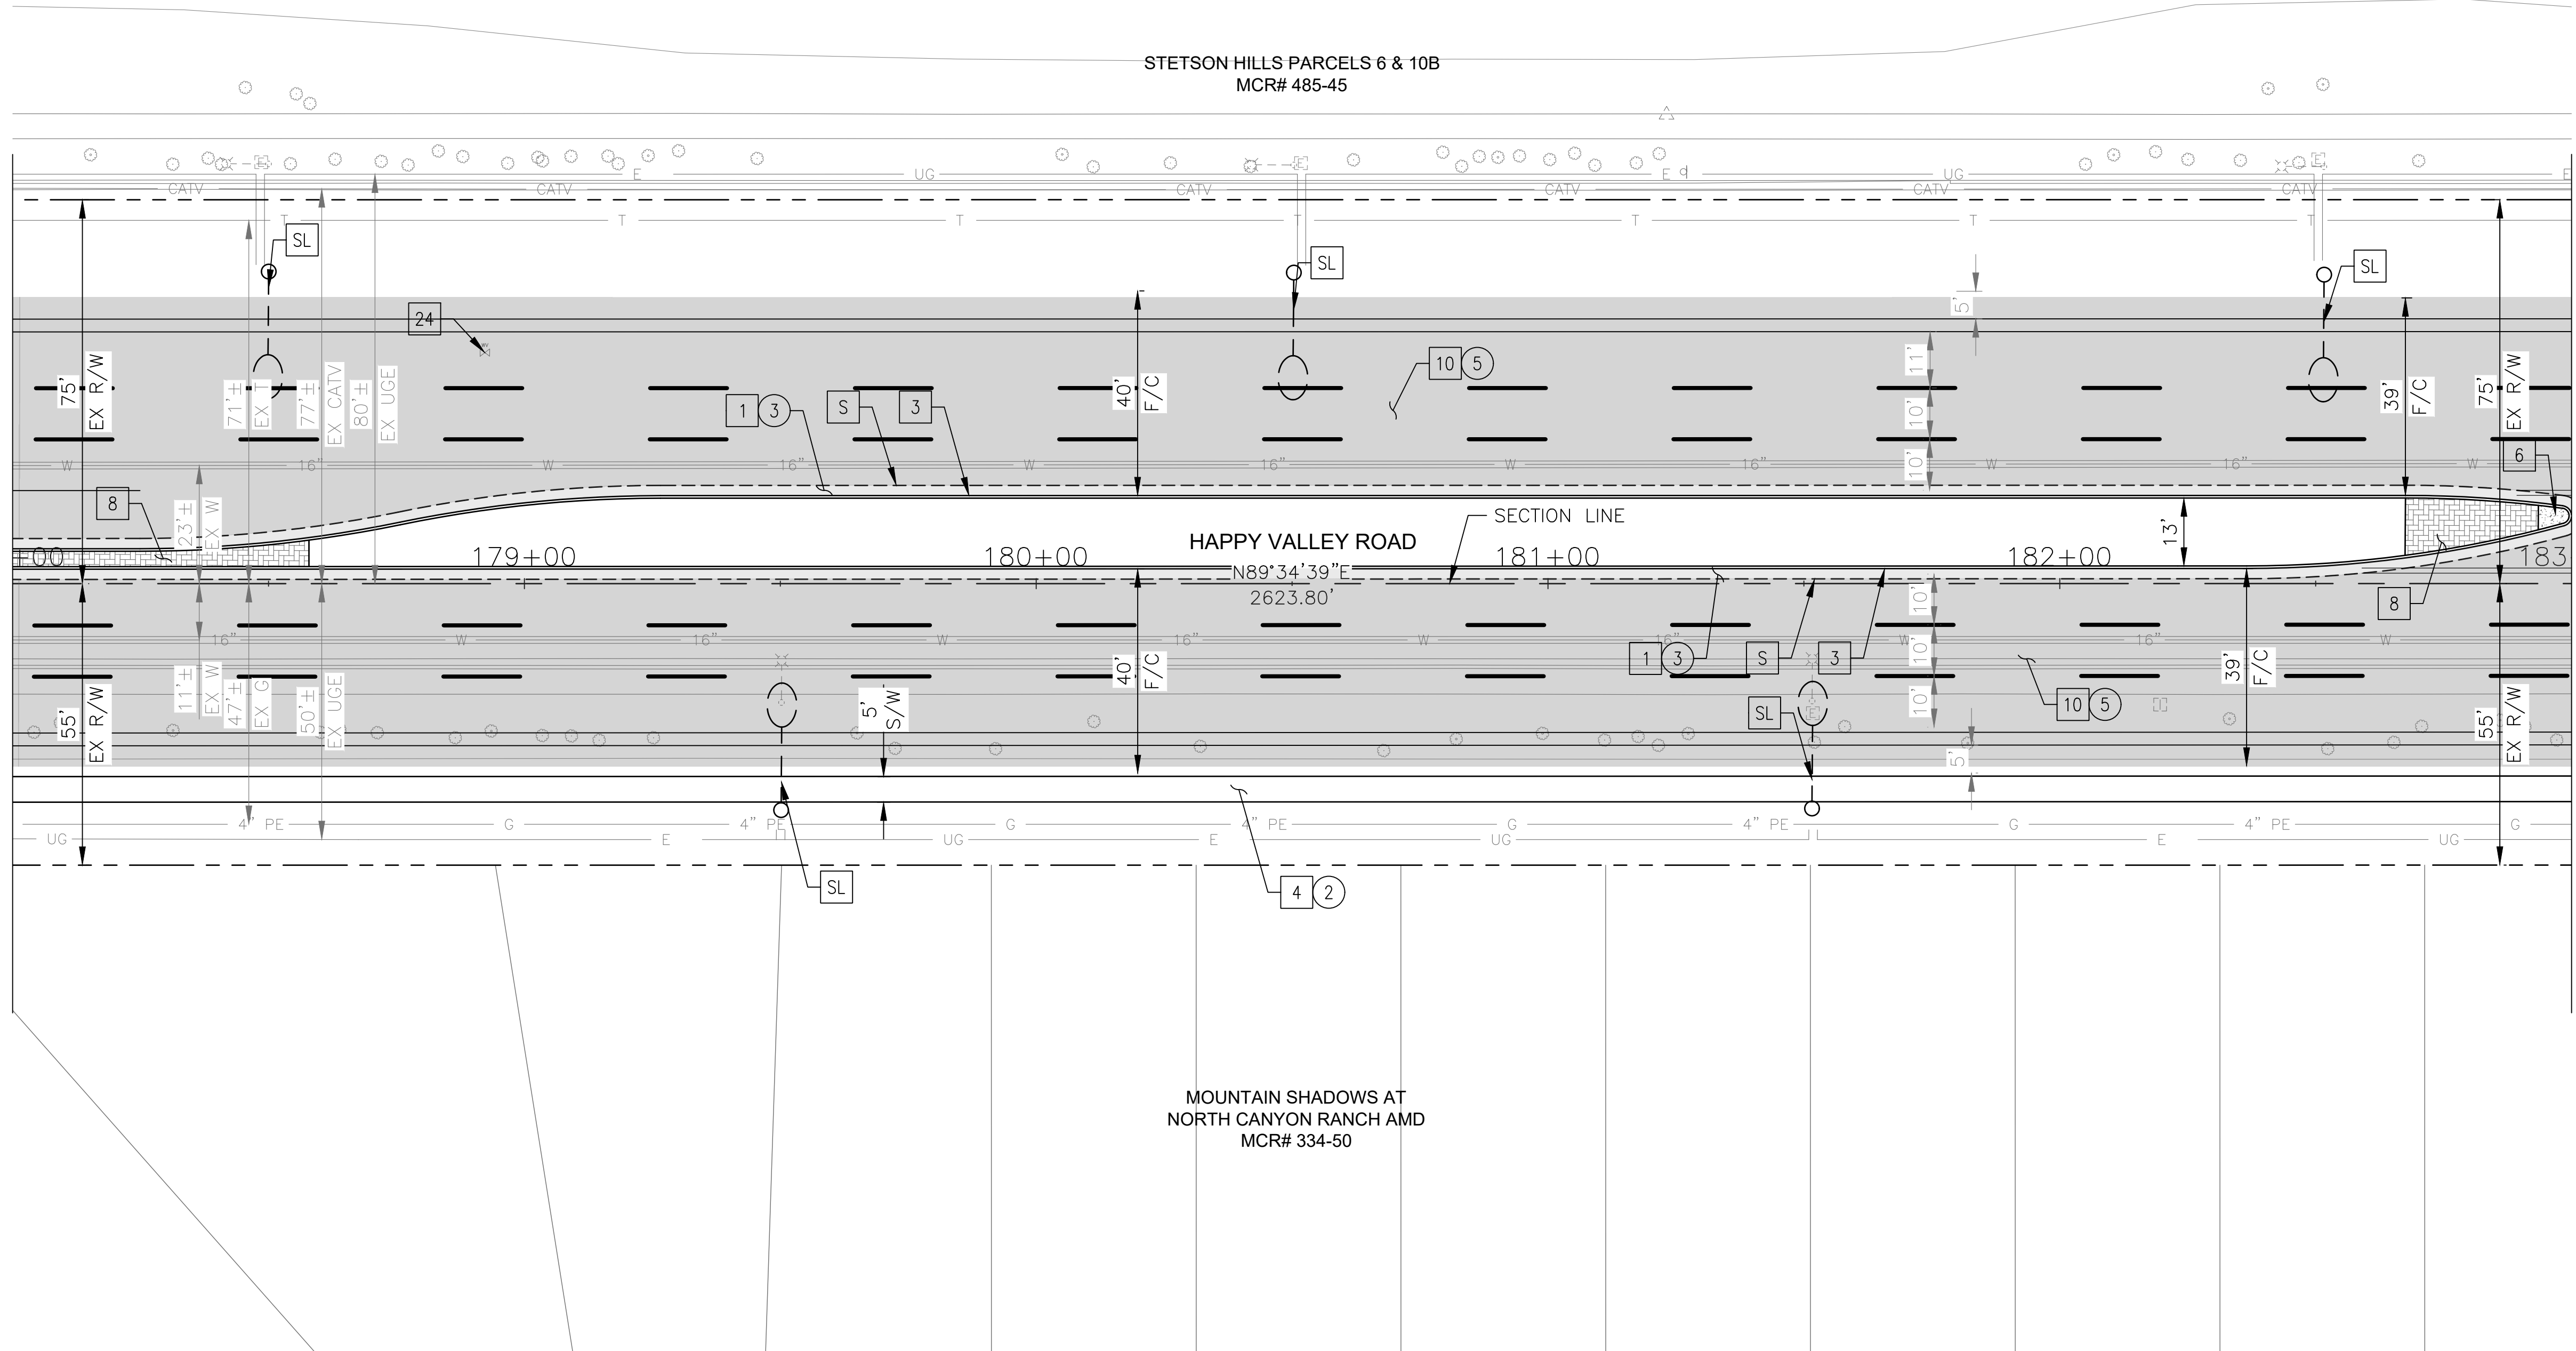 STETSON HILLS PARCELS 6 & 10B
MCR# 485-45
E UG E UG E
CATV CATV CATV CATV CATV CATV
T T T T T T T
SL
SL
SL
24
5'
75'
EX R/W
71'±
EX T
77'±
EX CATV
80'±
EX UGE
40'
F/C
10 5
11'
10'
10'
39'
F/C
75'
EX R/W
1 3
S
3
W 16" W 16" W 16" W 16" W 16" W
6
8
23'±
EX W
SECTION LINE
HAPPY VALLEY ROAD
13'
+00 179+00 180+00 181+00 182+00 183
N89°34'39"E
2623.80'
8
16" W 16" W 16" W 16" W 16" W
1 3
S
3
10'
10'
10'
55'
EX R/W
11'±
EX W
47'±
EX G
50'±
EX UGE
5'
S/W
40'
F/C
SL
10 5
39'
F/C
55'
EX R/W
5'
4" PE G 4" PE G 4" PE G 4" PE G 4" PE G
UG E UG E UG E UG
SL
4 2
MOUNTAIN SHADOWS AT
NORTH CANYON RANCH AMD
MCR# 334-50